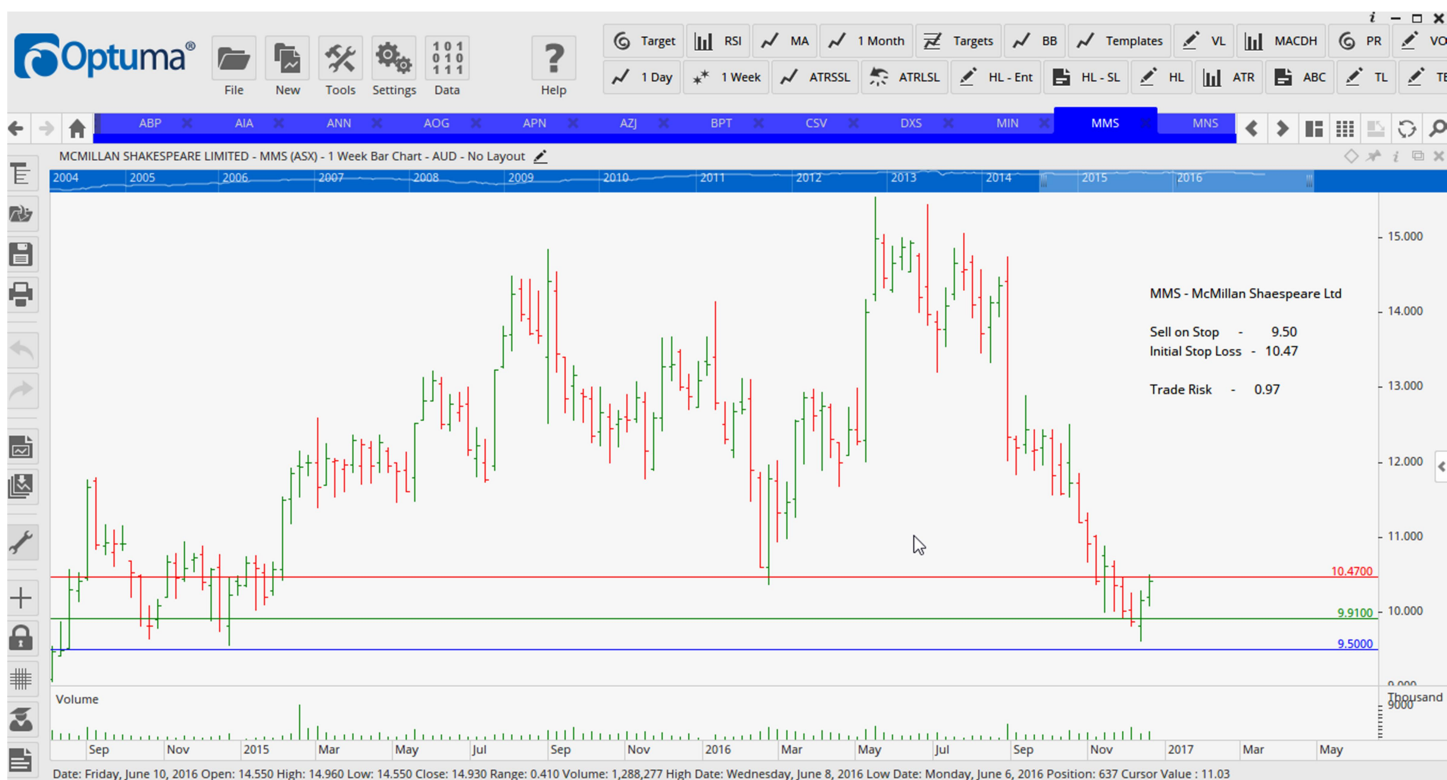 i
Optuma®
File
New
Tools
Settings
101
010
111
Data
?
Help
Target RSI MA 1 Month Targets BB Templates VL MACDH PR VO
1 Day 1 Week ATRSSL ATRLSL HL - Ent HL - SL HL ATR ABC TL TE
ABP AIA ANN AOG APN AZJ BPT CSV DXS MIN MMS MNS
MCMILLAN SHAKESPEARE LIMITED - MMS (ASX) - 1 Week Bar Chart - AUD - No Layout
2004 2005 2006 2007 2008 2009 2010 2011 2012 2013 2014 2015 2016
15.000
MMS - McMillan Shaespeare Ltd
14.000
Sell on Stop - 9.50
Initial Stop Loss - 10.47
Trade Risk - 0.97
13.000
12.000
11.000
10.4700
10.000
9.9100
9.5000
9.000
Volume
Thousand
9000
Sep Nov 2015 Mar May Jul Sep Nov 2016 Mar May Jul Sep Nov 2017 Mar May
Date: Friday, June 10, 2016 Open: 14.550 High: 14.960 Low: 14.550 Close: 14.930 Range: 0.410 Volume: 1,288,277 High Date: Wednesday, June 8, 2016 Low Date: Monday, June 6, 2016 Position: 637 Cursor Value : 11.03